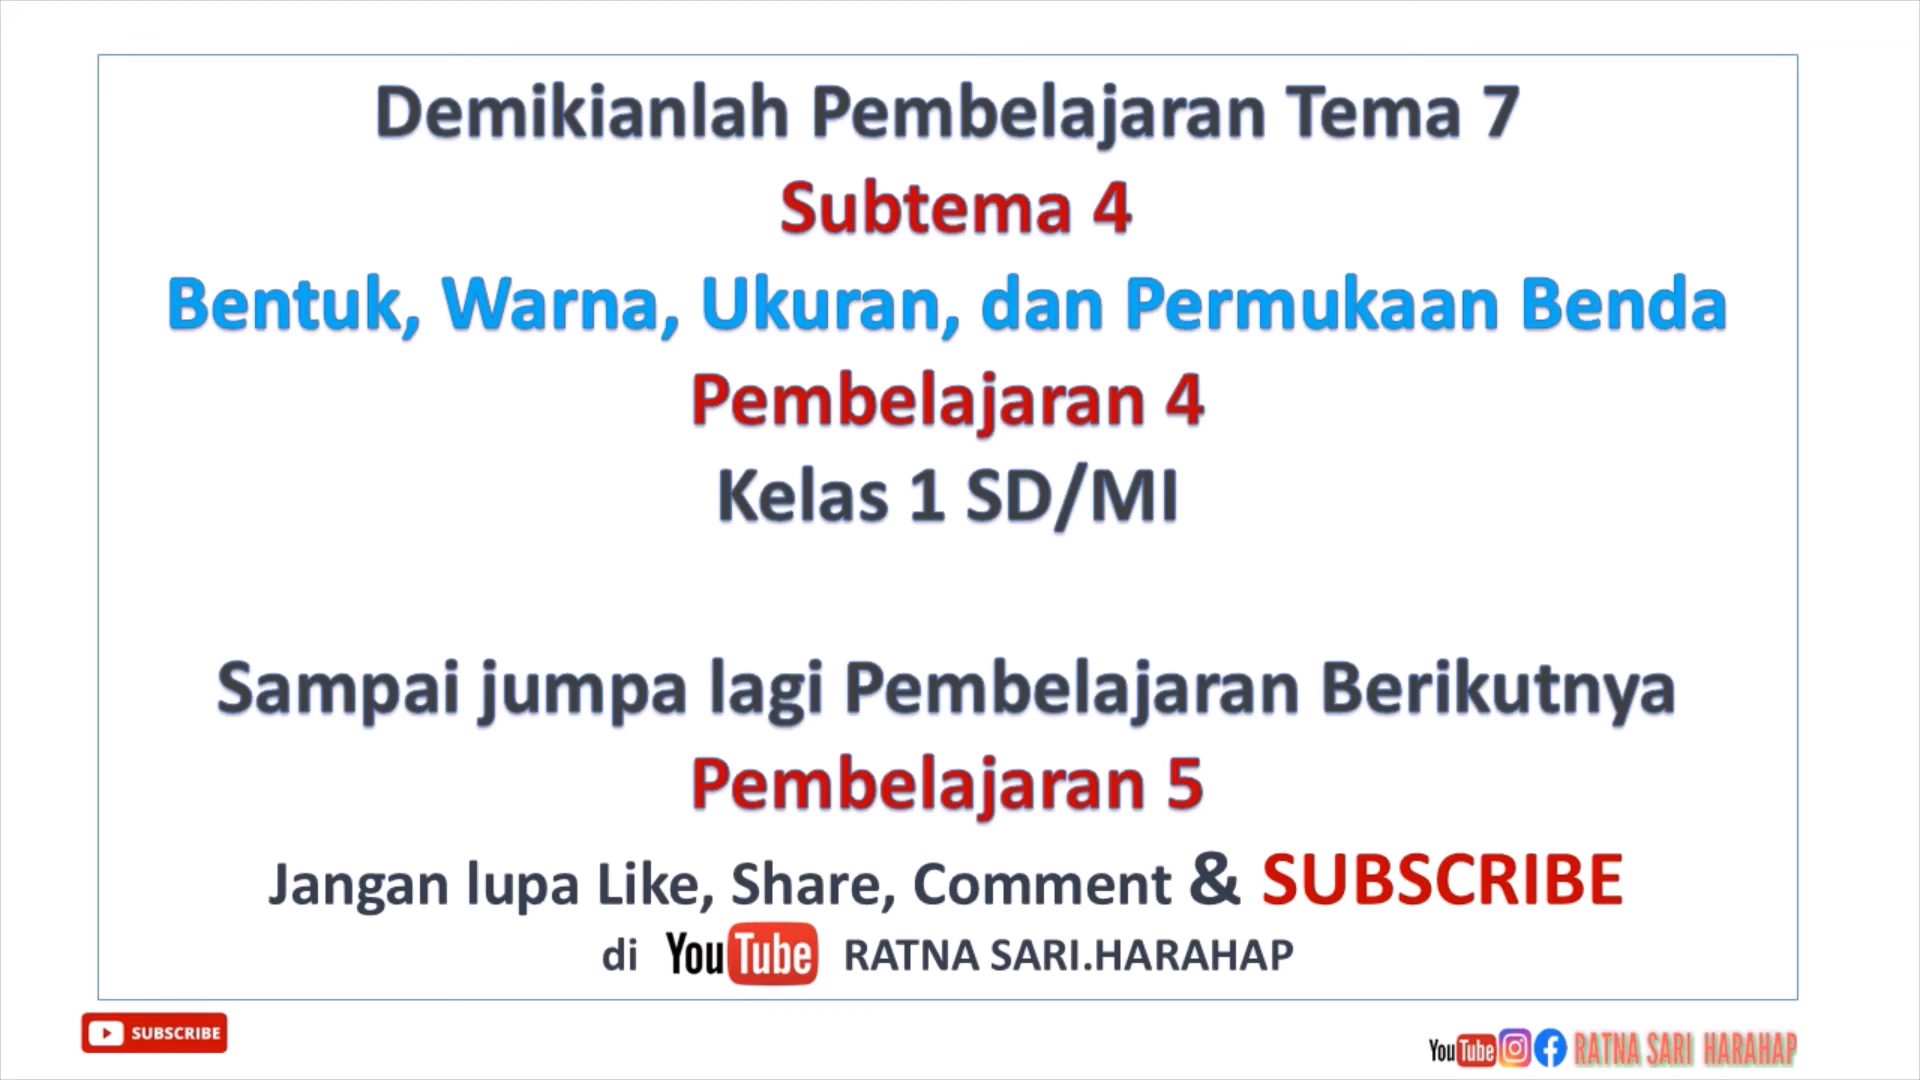 Demikianlah Pembelajaran Tema 7
Subtema 4
Bentuk, Warna, Ukuran, dan Permukaan Benda
Pembelajaran 4
Kelas 1 SD/MI
Sampai jumpa lagi Pembelajaran Berikutnya
Pembelajaran 5
Jangan lupa Like, Share, Comment & SUBSCRIBE
di YouTube RATNA SARI.HARAHAP
SUBSCRIBE
YouTube RATNA SARI HARAHAP